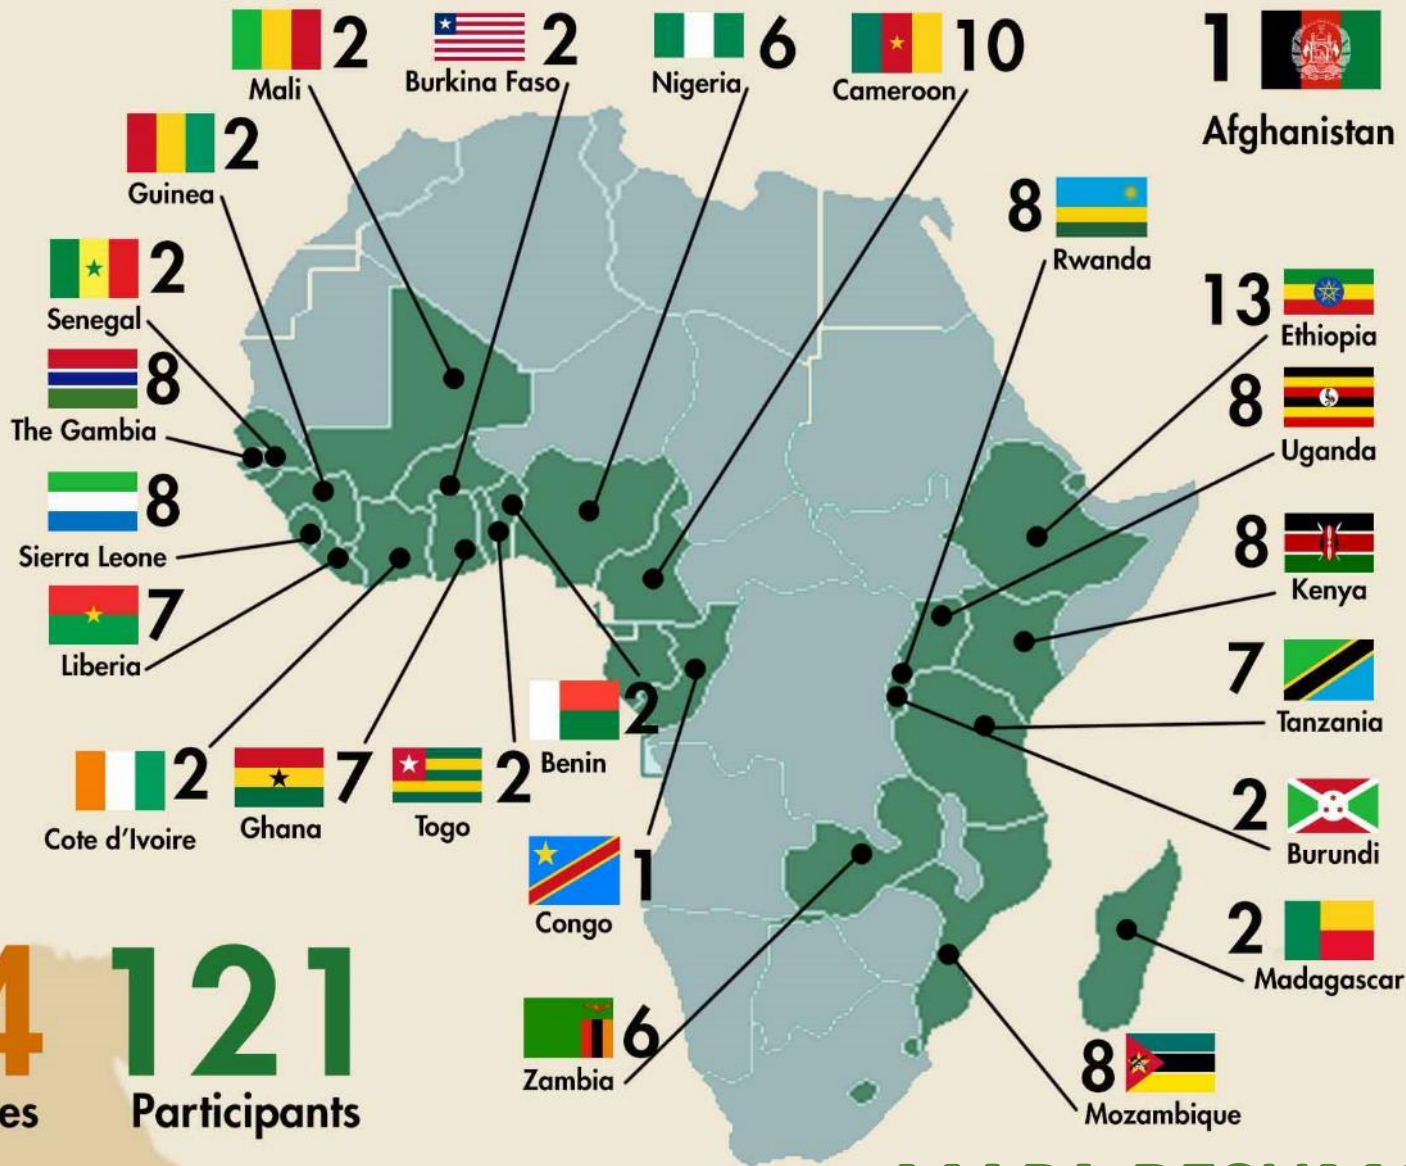 2
Mali
2
Burkina Faso
6
Nigeria
10
Cameroon
1
Afghanistan
2
Guinea
8
Rwanda
2
Senegal
13
Ethiopia
8
The Gambia
8
Uganda
8
Sierra Leone
8
Kenya
7
Liberia
7
Tanzania
2
Cote d'Ivoire
7
Ghana
2
Togo
2
Benin
2
Burundi
1
Congo
2
Madagascar
6
Zambia
8
Mozambique
4
es
121
Participants